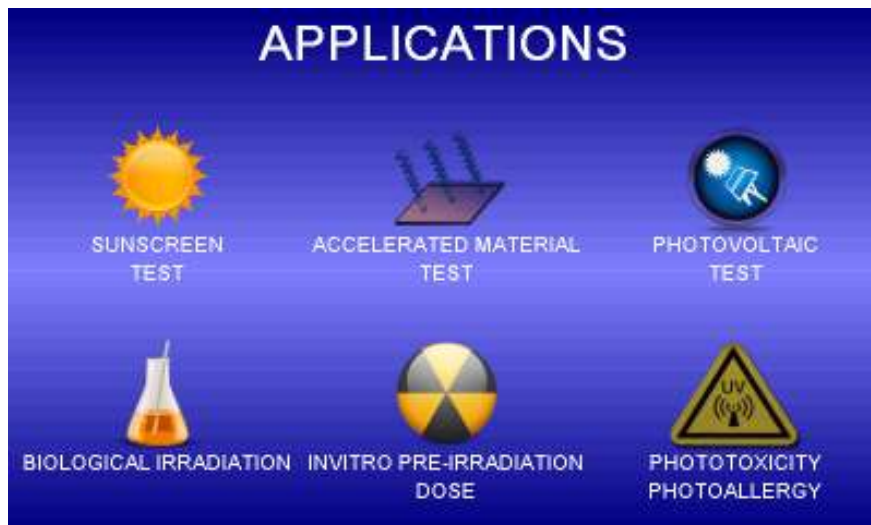 APPLICATIONS
SUNSCREEN
TEST
ACCELERATED MATERIAL
TEST
PHOTOVOLTAIC
TEST
BIOLOGICAL IRRADIATION
INVITRO PRE-IRRADIATION
DOSE
UV
PHOTOTOXICITY
PHOTOALLERGY